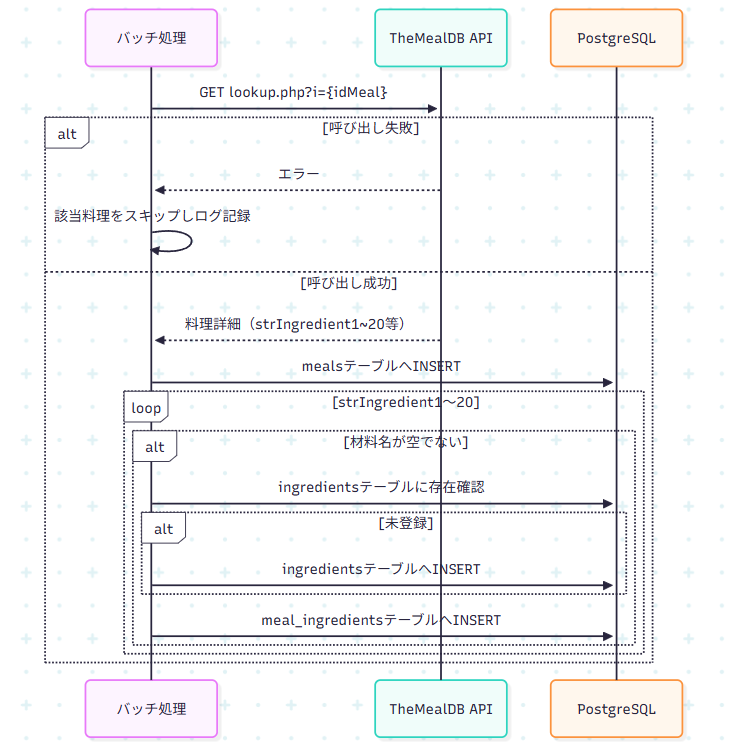 バッチ処理
TheMealDB API
PostgreSQL
GET lookup.php?i={idMeal}
alt
[呼び出し失敗]
エラー
該当料理をスキップしログ記録
[呼び出し成功]
料理詳細（strIngredient1~20等）
mealsテーブルへINSERT
loop
[strIngredient1〜20]
alt
[材料名が空でない]
ingredientsテーブルに存在確認
alt
[未登録]
ingredientsテーブルへINSERT
meal_ingredientsテーブルへINSERT
バッチ処理
TheMealDB API
PostgreSQL